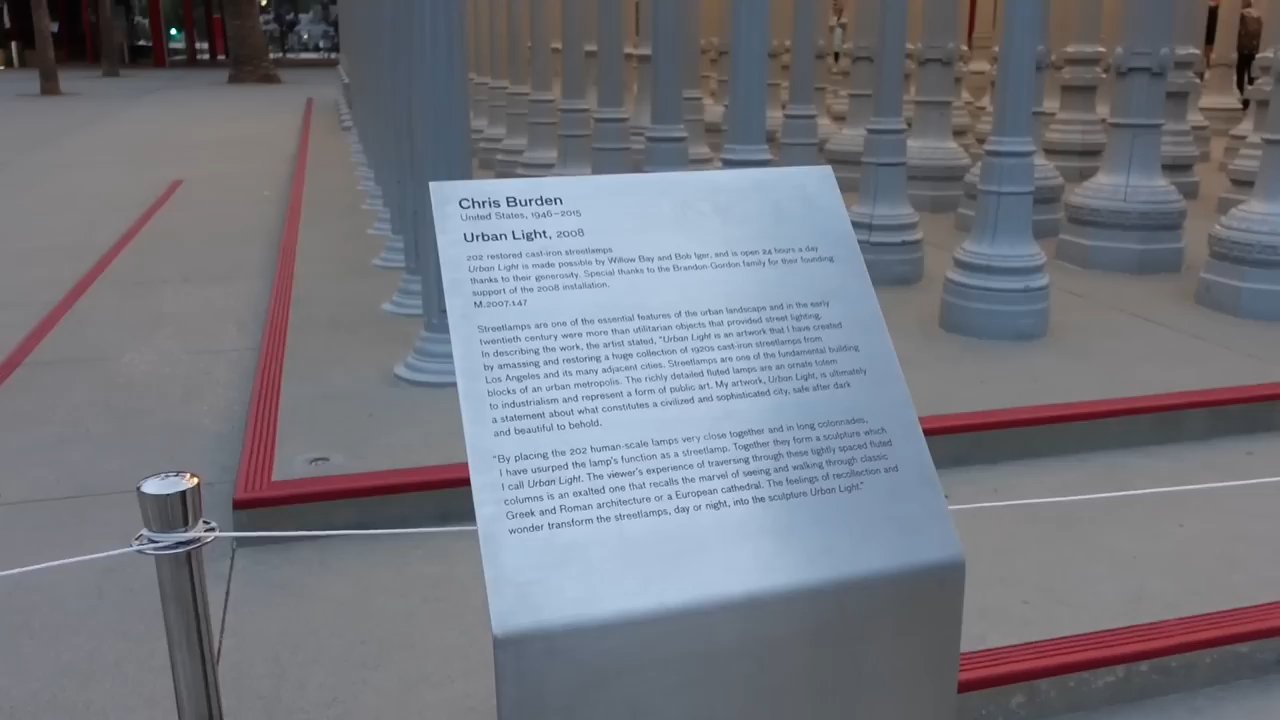 Chris Burden
United States, 1946–2015
Urban Light, 2008
202 restored cast-iron streetlamps
Urban Light is made possible by Willow Bay and Bob Iger, and is open 24 hours a day
thanks to their generosity. Special thanks to the Brandon-Gordon family for their founding
support of the 2008 installation.
M.2007.147
Streetlamps are one of the essential features of the urban landscape and in the early
twentieth century were more than utilitarian objects that provided street lighting.
In describing the work, the artist stated, "Urban Light is an artwork that I have created
by amassing and restoring a huge collection of 1920s cast-iron streetlamps from
Los Angeles and its many adjacent cities. Streetlamps are one of the fundamental building
blocks of an urban metropolis. The richly detailed fluted lamps are an ornate totem
to industrialism and represent a form of public art. My artwork, Urban Light, is ultimately
a statement about what constitutes a civilized and sophisticated city, safe after dark
and beautiful to behold.
"By placing the 202 human-scale lamps very close together and in long colonnades,
I have usurped the lamp's function as a streetlamp. Together they form a sculpture which
I call Urban Light. The viewer's experience of traversing through these tightly spaced fluted
columns is an exalted one that recalls the marvel of seeing and walking through classic
Greek and Roman architecture or a European cathedral. The feelings of recollection and
wonder transform the streetlamps, day or night, into the sculpture Urban Light."